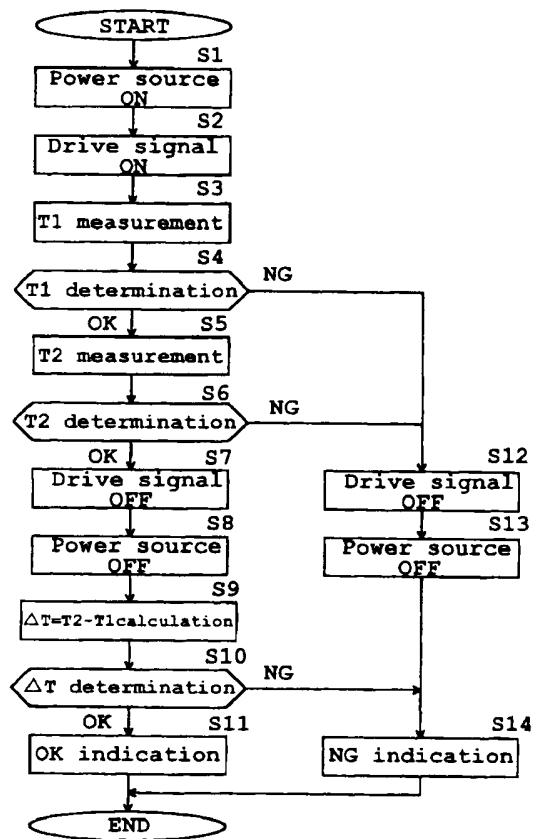 START
S1
Power source
ON
S2
Drive signal
ON
S3
T1 measurement
S4
T1 determination
NG
OK
S5
T2 measurement
S6
T2 determination
NG
OK
S7
Drive signal
OFF
S8
Power source
OFF
S9
△T=T2-T1calculation
S10
△T determination
NG
OK
S11
OK indication
S12
Drive signal
OFF
S13
Power source
OFF
S14
NG indication
END